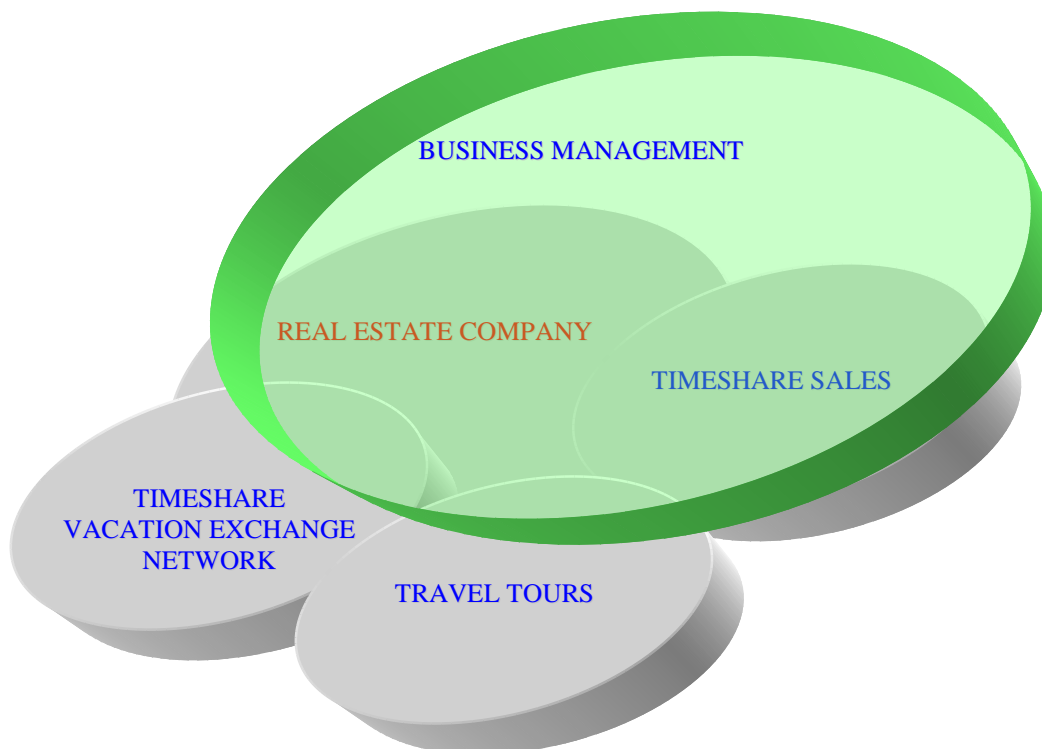 BUSINESS MANAGEMENT
REAL ESTATE COMPANY
TIMESHARE SALES
TIMESHARE
VACATION EXCHANGE
NETWORK
TRAVEL TOURS